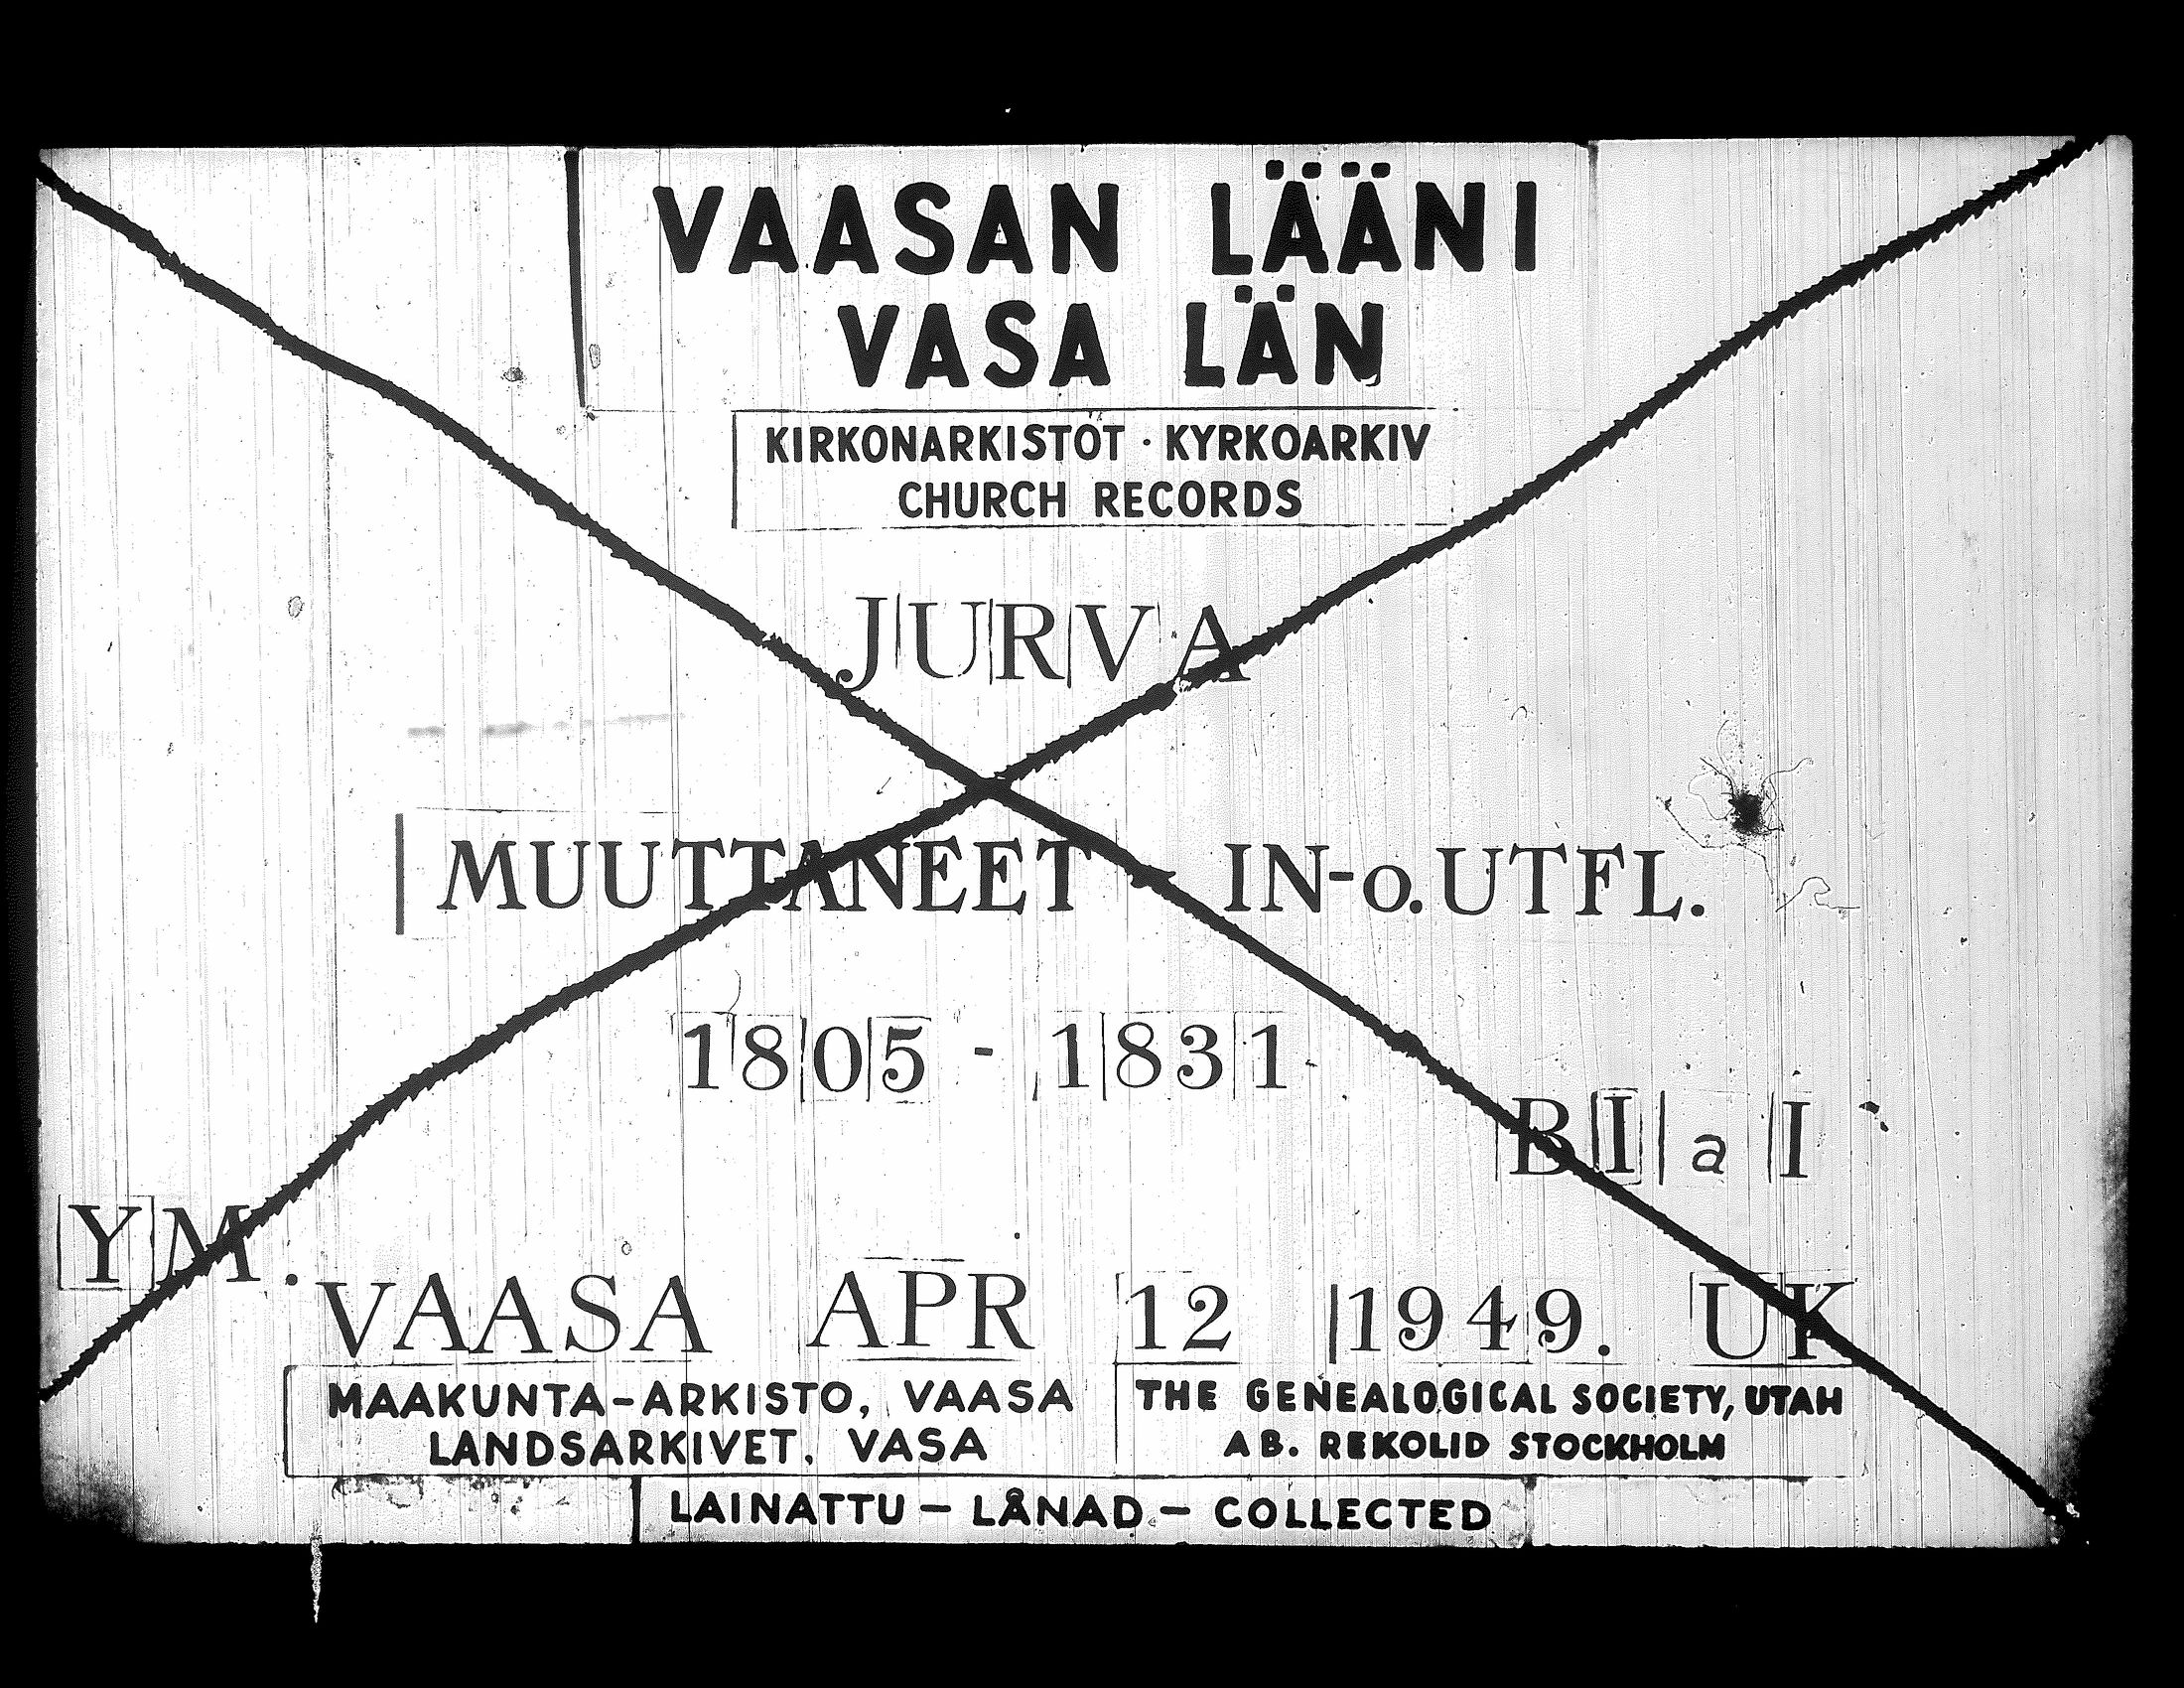 VAASAN LÄÄNI
VASA LÄN
KIRKONARKISTÖT · KYRKOARKIV
CHURCH RECORDS
JURVA
MUUTTANEET - IN-o.UTFL.
1805 - 1831
BI a I
YM.
VAASA APR 12 1949. UK
MAAKUNTA-ARKISTO, VAASA
LANDSARKIVET, VASA
THE GENEALOGICAL SOCIETY, UTAH
AB. REKOLID STOCKHOLM
LAINATTU — LÅNAD — COLLECTED